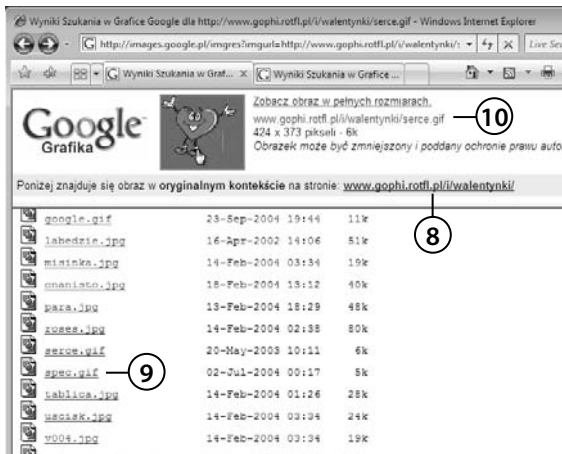 Wyniki Szukania w Grafice Google dla http://www.gophi.rotfl.pl/i/walentynki/serce.gif - Windows Internet Explorer
http://images.google.pl/imgres?imgurl=http://www.gophi.rotfl.pl/i/walentynki/: Live Se
Wyniki Szukania w Graf... Wyniki Szukania w Grafice ...
Google
Grafika
Zobacz obraz w pełnych rozmiarach.
www.gophi.rotfl.pl/i/walentynki/serce.gif 10
424 x 373 pikseli - 6k
Obrazek może być zmniejszony i poddany ochronie prawu auto
Poniżej znajduje się obraz w oryginalnym kontekście na stronie: www.gophi.rotfl.pl/i/walentynki/
8
google.gif 23-Sep-2004 19:44 11k
labedzie.jpg 16-Apr-2002 14:06 51k
misinka.jpg 14-Feb-2004 03:34 19k
onanisto.jpg 18-Feb-2004 13:12 40k
para.jpg 13-Feb-2004 18:29 48k
roses.jpg 14-Feb-2004 02:38 80k
serce.gif 20-May-2003 10:11 6k
spec.gif 9 02-Jul-2004 00:17 5k
tablica.jpg 14-Feb-2004 01:26 28k
uscisk.jpg 14-Feb-2004 03:34 24k
v004.jpg 14-Feb-2004 03:34 19k